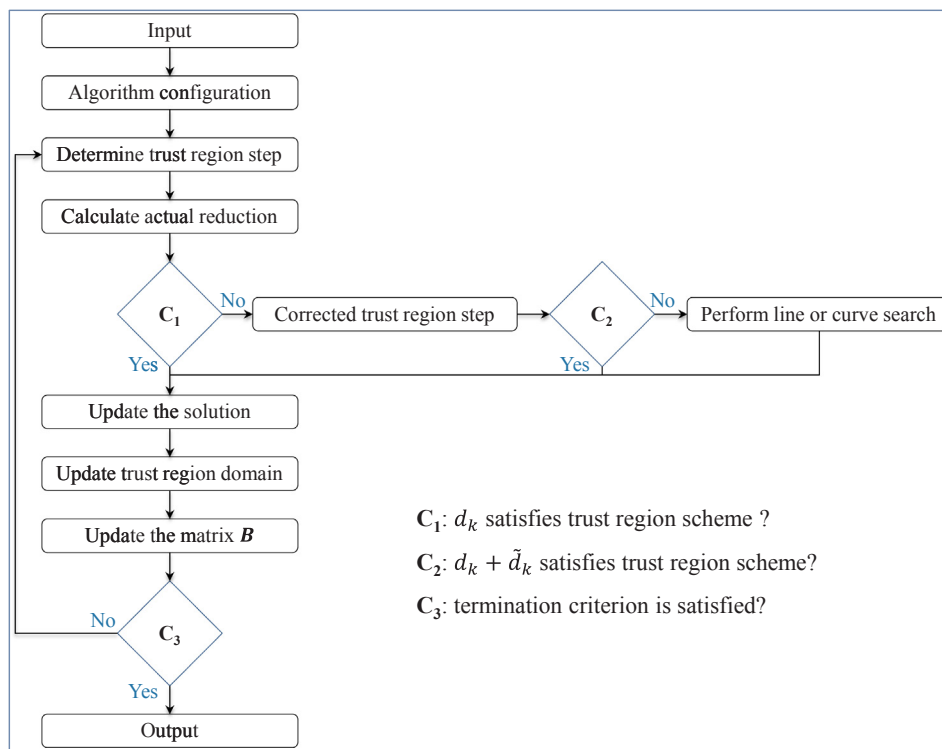 Input
Algorithm configuration
Determine trust region step
Calculate actual reduction
C₁
No
Corrected trust region step
C₂
No
Perform line or curve search
Yes
Yes
Update the solution
Update trust region domain
Update the matrix B
C₁: dₖ satisfies trust region scheme ?
C₂: dₖ + d̃ₖ satisfies trust region scheme?
C₃: termination criterion is satisfied?
No
C₃
Yes
Output